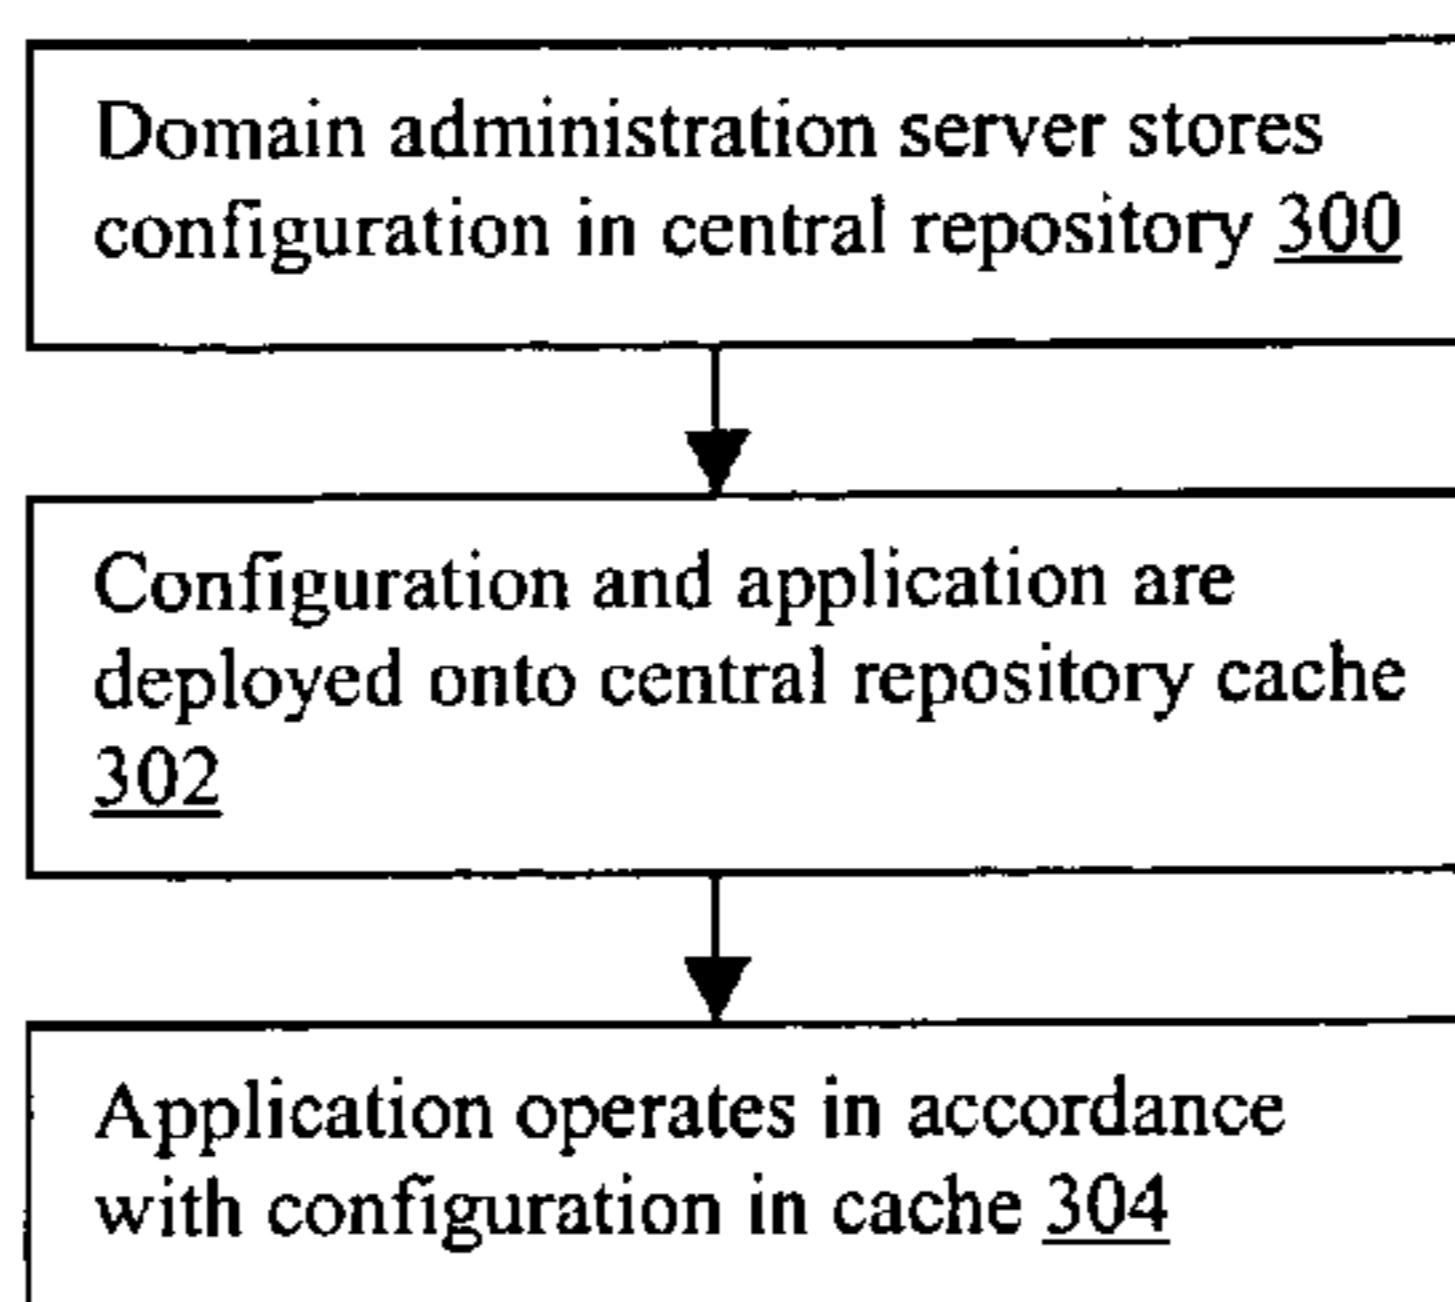 Domain administration server stores
configuration in central repository 300
Configuration and application are
deployed onto central repository cache
302
Application operates in accordance
with configuration in cache 304